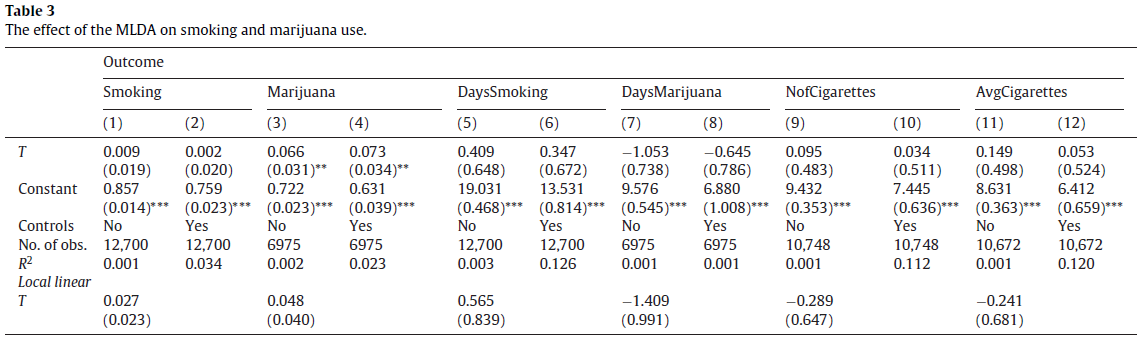 Table 3
The effect of the MLDA on smoking and marijuana use.
Outcome
Smoking Marijuana DaysSmoking DaysMarijuana NofCigarettes AvgCigarettes
(1) (2) (3) (4) (5) (6) (7) (8) (9) (10) (11) (12)
T 0.009 0.002 0.066 0.073 0.409 0.347 −1.053 −0.645 0.095 0.034 0.149 0.053
(0.019) (0.020) (0.031)** (0.034)** (0.648) (0.672) (0.738) (0.786) (0.483) (0.511) (0.498) (0.524)
Constant 0.857 0.759 0.722 0.631 19.031 13.531 9.576 6.880 9.432 7.445 8.631 6.412
(0.014)*** (0.023)*** (0.023)*** (0.039)*** (0.468)*** (0.814)*** (0.545)*** (1.008)*** (0.353)*** (0.636)*** (0.363)*** (0.659)***
Controls No Yes No Yes No Yes No Yes No Yes No Yes
No. of obs. 12,700 12,700 6975 6975 12,700 12,700 6975 6975 10,748 10,748 10,672 10,672
R2 0.001 0.034 0.002 0.023 0.003 0.126 0.001 0.001 0.001 0.112 0.001 0.120
Local linear
T 0.027 0.048 0.565 −1.409 −0.289 −0.241
(0.023) (0.040) (0.839) (0.991) (0.647) (0.681)